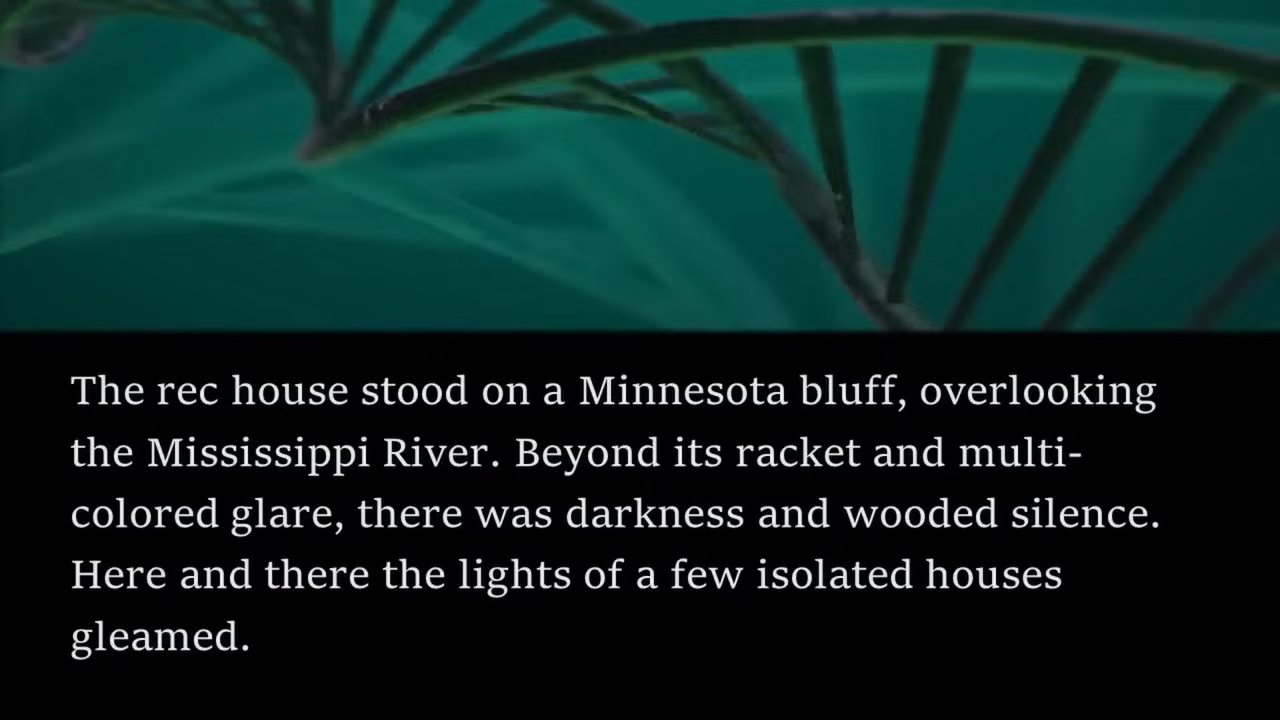 The rec house stood on a Minnesota bluff, overlooking
the Mississippi River. Beyond its racket and multi-
colored glare, there was darkness and wooded silence.
Here and there the lights of a few isolated houses
gleamed.